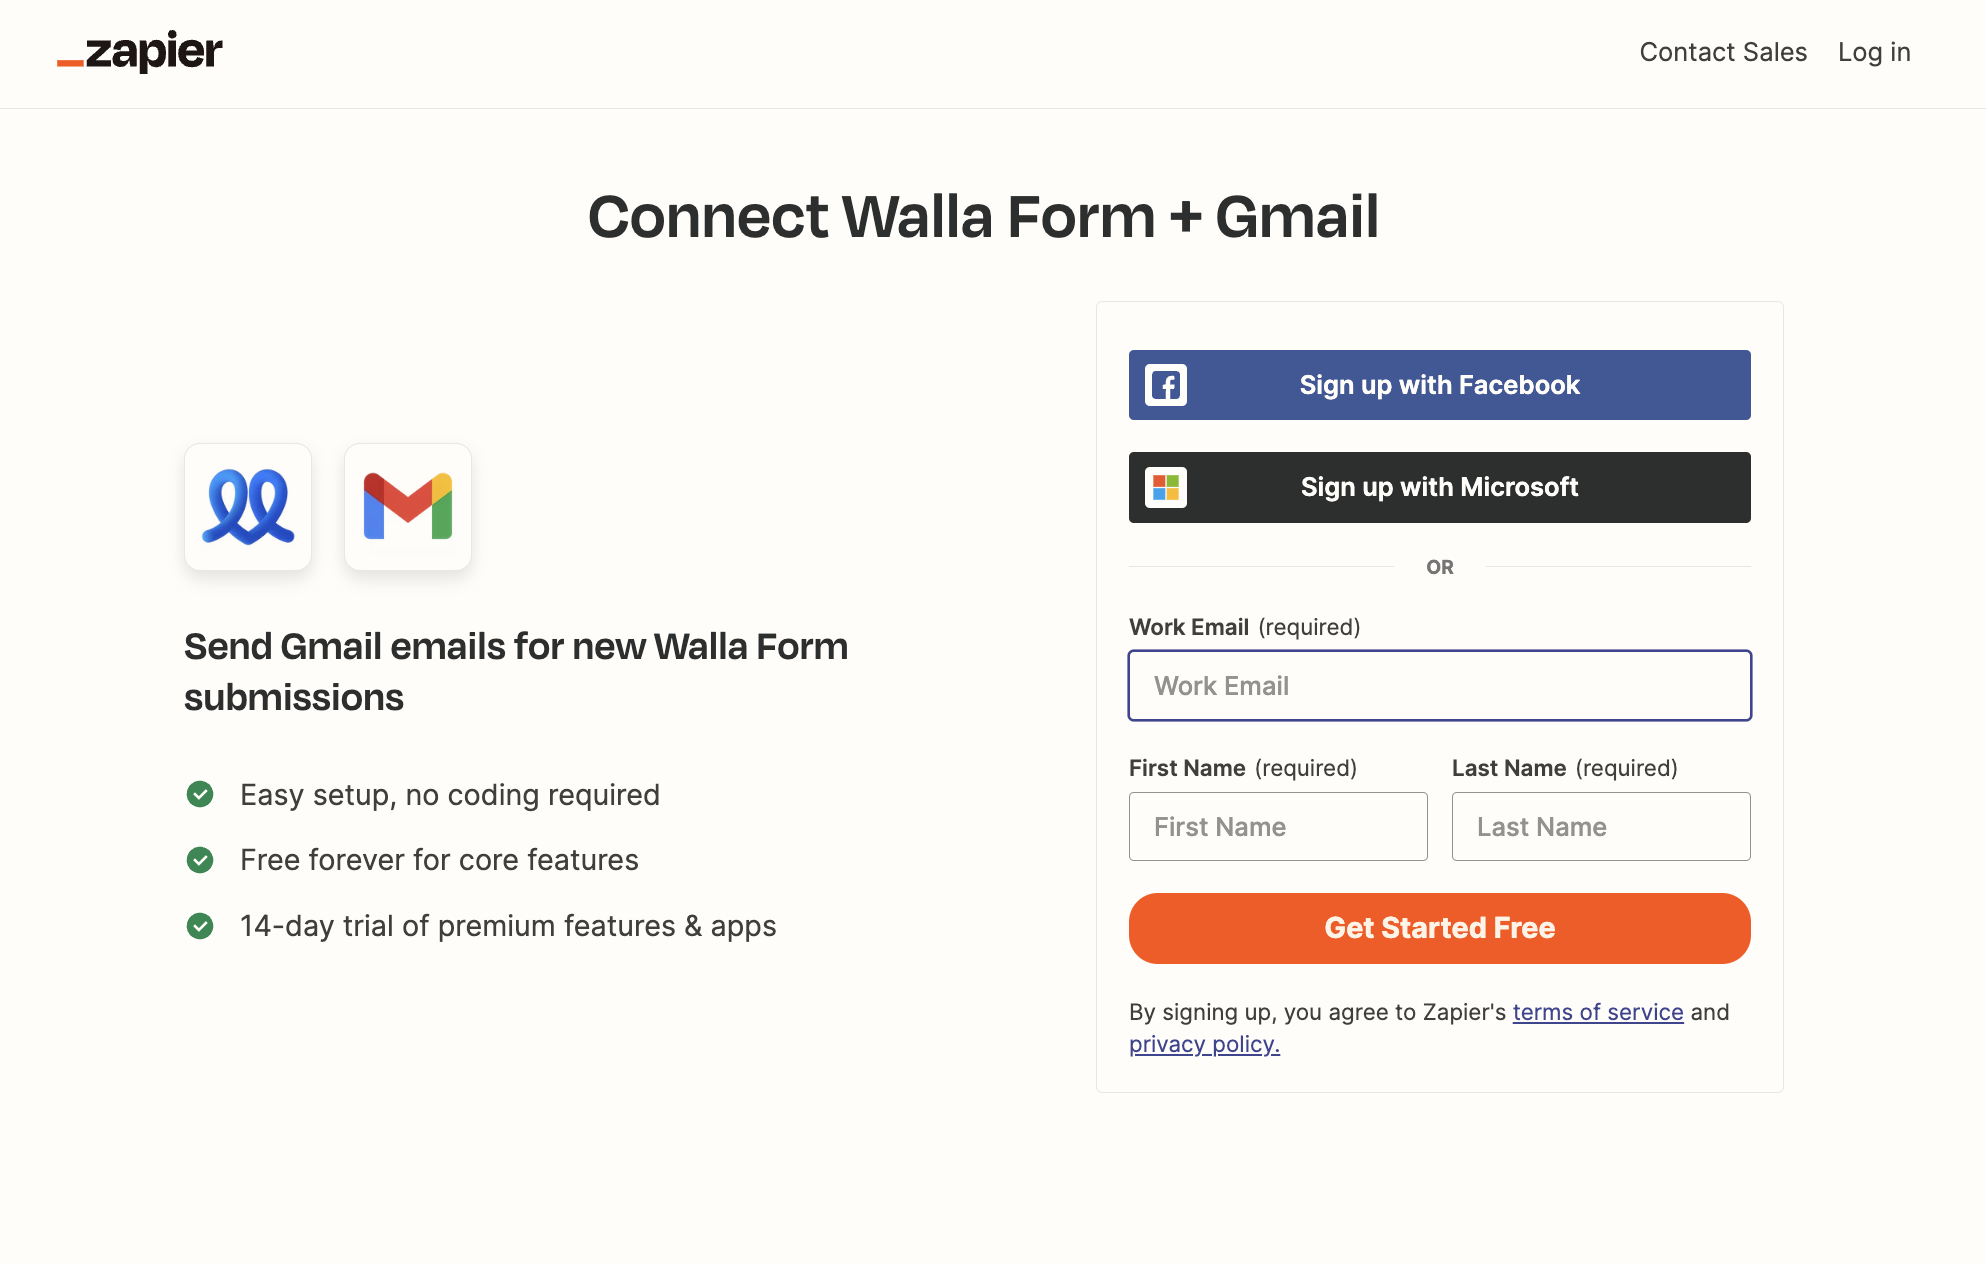 zapier
Contact Sales
Log in
Connect Walla Form + Gmail
Send Gmail emails for new Walla Form
submissions
Easy setup, no coding required
Free forever for core features
14-day trial of premium features & apps
Sign up with Facebook
Sign up with Microsoft
OR
Work Email (required)
Work Email
First Name (required)
Last Name (required)
First Name
Last Name
Get Started Free
By signing up, you agree to Zapier's terms of service and
privacy policy.